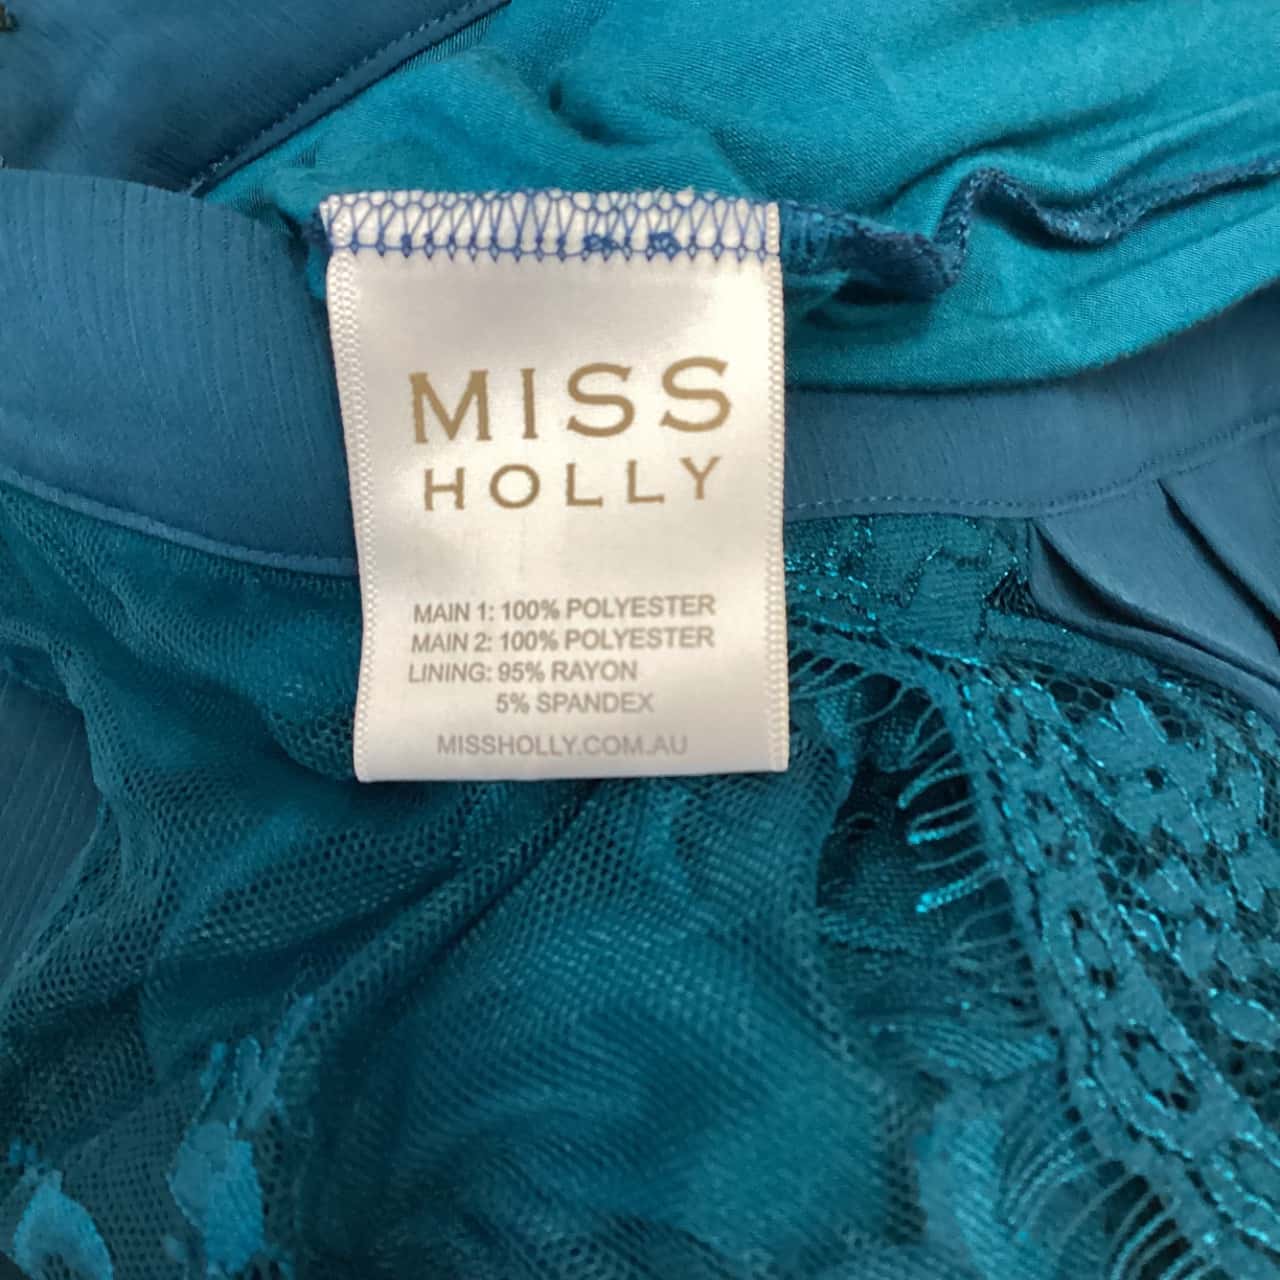 MISS
HOLLY
MAIN 1: 100% POLYESTER
MAIN 2: 100% POLYESTER
LINING: 95% RAYON
5% SPANDEX
MISSHOLLY.COM.AU